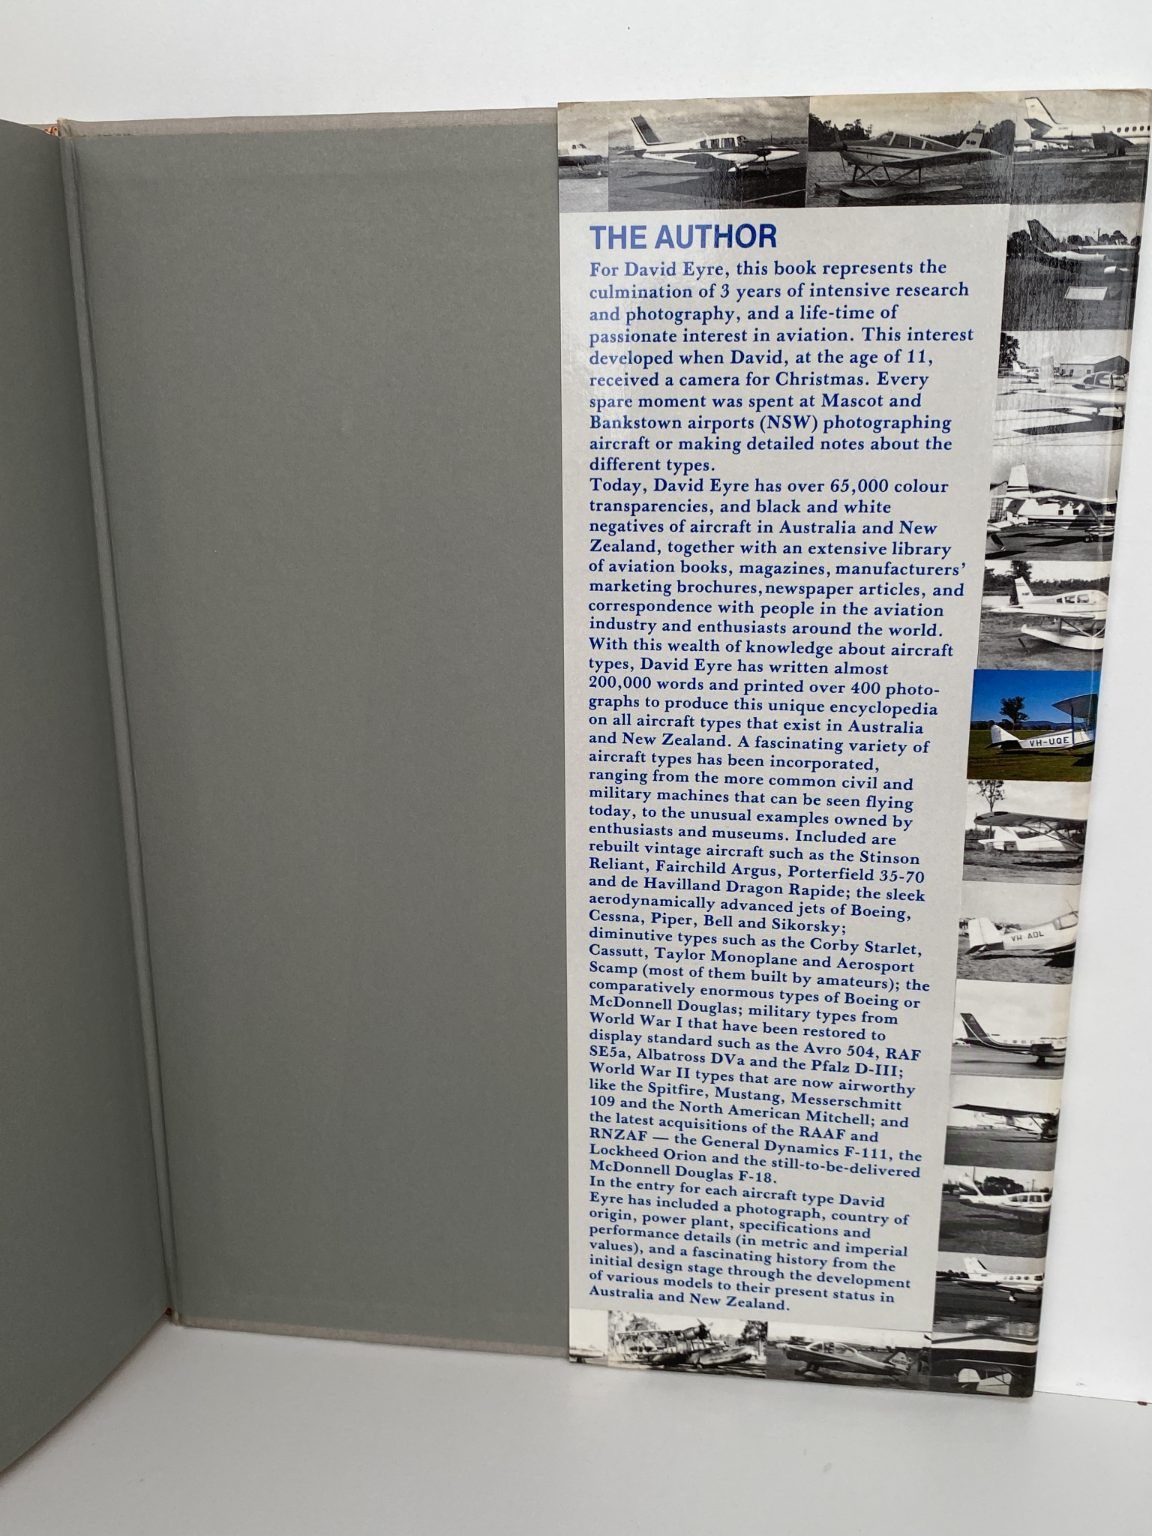 THE AUTHOR
For David Eyre, this book represents the
culmination of 3 years of intensive research
and photography, and a life-time of
passionate interest in aviation. This interest
developed when David, at the age of 11,
received a camera for Christmas. Every
spare moment was spent at Mascot and
Bankstown airports (NSW) photographing
aircraft or making detailed notes about the
different types.
Today, David Eyre has over 65,000 colour
transparencies, and black and white
negatives of aircraft in Australia and New
Zealand, together with an extensive library
of aviation books, magazines, manufacturers'
marketing brochures, newspaper articles, and
correspondence with people in the aviation
industry and enthusiasts around the world.
With this wealth of knowledge about aircraft
types, David Eyre has written almost
200,000 words and printed over 400 photo-
graphs to produce this unique encyclopedia
on all aircraft types that exist in Australia
and New Zealand. A fascinating variety of
aircraft types has been incorporated,
ranging from the more common civil and
military machines that can be seen flying
today, to the unusual examples owned by
enthusiasts and museums. Included are
rebuilt vintage aircraft such as the Stinson
Reliant, Fairchild Argus, Porterfield 35-70
and de Havilland Dragon Rapide; the sleek
aerodynamically advanced jets of Boeing,
Cessna, Piper, Bell and Sikorsky;
diminutive types such as the Corby Starlet,
Cassutt, Taylor Monoplane and Aerosport
Scamp (most of them built by amateurs); the
comparatively enormous types of Boeing or
McDonnell Douglas; military types from
World War I that have been restored to
display standard such as the Avro 504, RAF
SE5a, Albatross DVa and the Pfalz D-III;
World War II types that are now airworthy
like the Spitfire, Mustang, Messerschmitt
109 and the North American Mitchell; and
the latest acquisitions of the RAAF and
RNZAF — the General Dynamics F-111, the
Lockheed Orion and the still-to-be-delivered
McDonnell Douglas F-18.
In the entry for each aircraft type David
Eyre has included a photograph, country of
origin, power plant, specifications and
performance details (in metric and imperial
values), and a fascinating history from the
initial design stage through the development
of various models to their present status in
Australia and New Zealand.
VH-UQE
VH-ADL